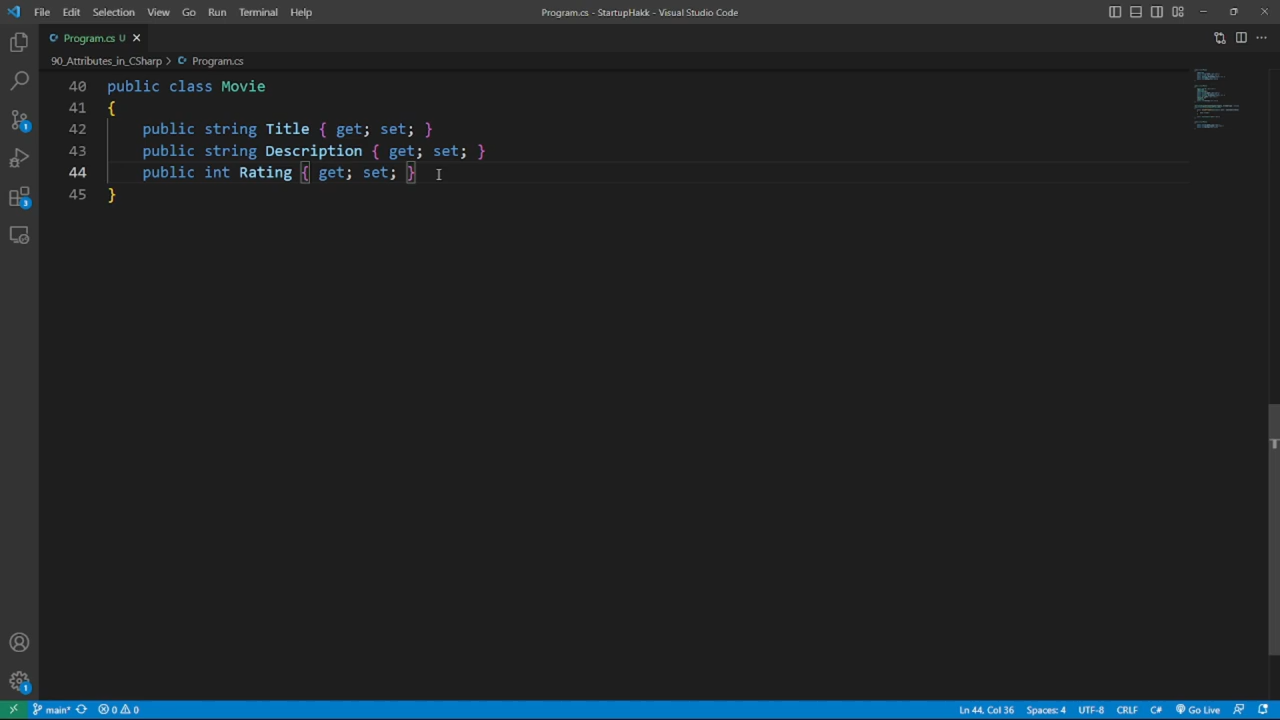 File Edit Selection View Go Run Terminal Help Program.cs - StartupHakk - Visual Studio Code
Program.cs U
90_Attributes_in_CSharp > Program.cs
40 public class Movie
41 {
42 public string Title { get; set; }
43 public string Description { get; set; }
44 public int Rating { get; set; }
45 }
1
3
1
main* 0 0 Ln 44, Col 36 Spaces: 4 UTF-8 CRLF C# Go Live